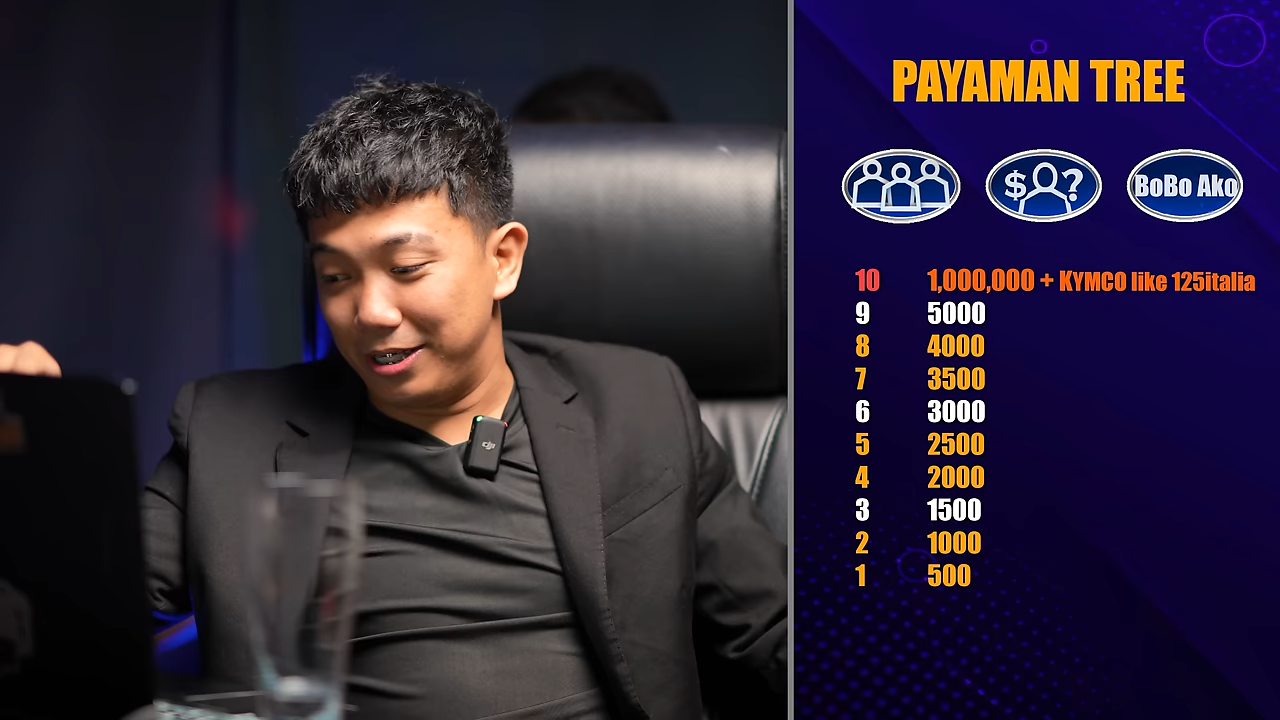 PAYAMAN TREE
$ ? BoBo Ako
10 1,000,000 + KYMCO like 125italia
9 5000
8 4000
7 3500
6 3000
5 2500
4 2000
3 1500
2 1000
1 500
dji